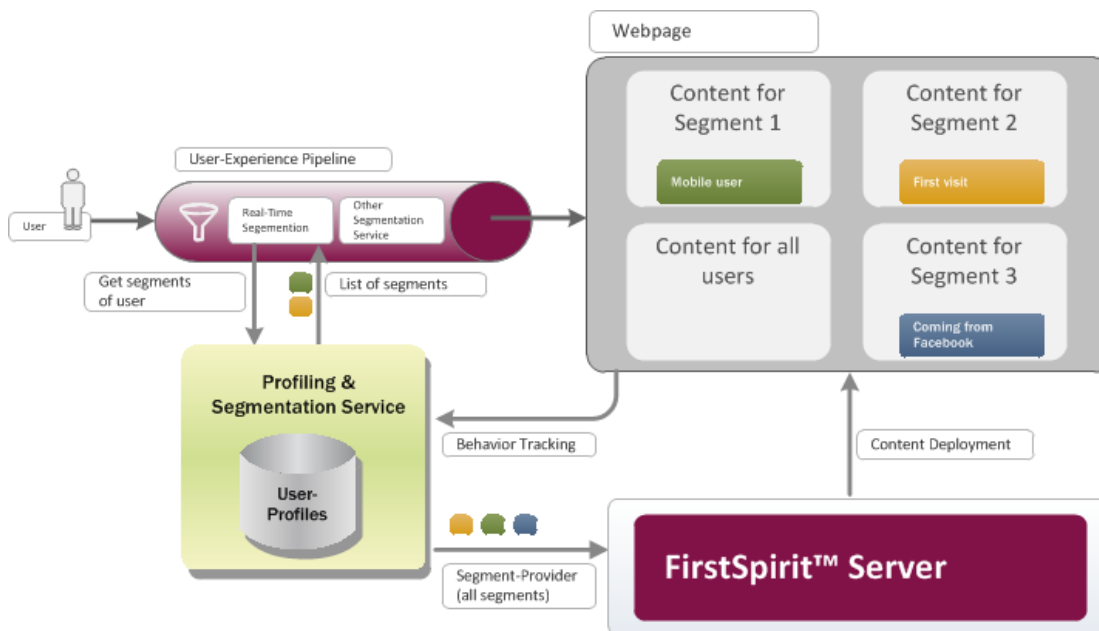 Webpage
Content for
Segment 1
Mobile user
Content for
Segment 2
First visit
Content for all
users
Content for
Segment 3
Coming from
Facebook
User-Experience Pipeline
Real-Time
Segemention
Other
Segmentation
Service
User
Get segments
of user
List of segments
Profiling &
Segmentation Service
User-
Profiles
Behavior Tracking
Content Deployment
Segment-Provider
(all segments)
FirstSpirit™ Server